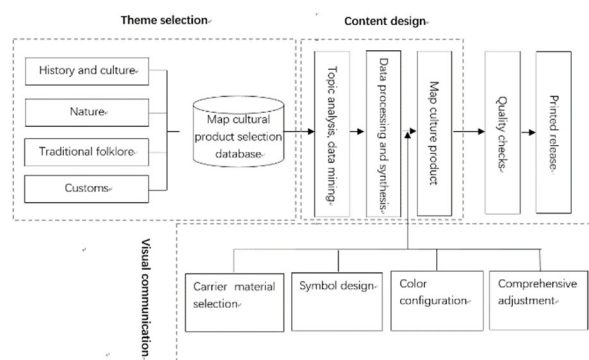 Theme selection
Content design
History and culture
Nature
Traditional folklore
Customs
Map cultural
product selection
database
Topic analysis, data mining
Data processing and synthesis
Map culture product
Quality checks
Printed release
Visual communication
Carrier material
selection
Symbol design
Color
configuration
Comprehensive
adjustment